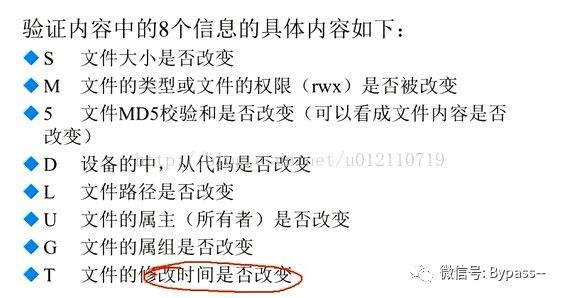 验证内容中的8个信息的具体内容如下：
S 文件大小是否改变
M 文件的类型或文件的权限（rwx）是否被改变
5 文件MD5校验和是否改变（可以看成文件内容是否
改变）
D 设备的中，从代码是否改变
L 文件路径是否改变
U 文件的属主（所有者）是否改变
G 文件的属组是否改变
T 文件的修改时间是否改变
net/u012110719
微信号: Bypass--